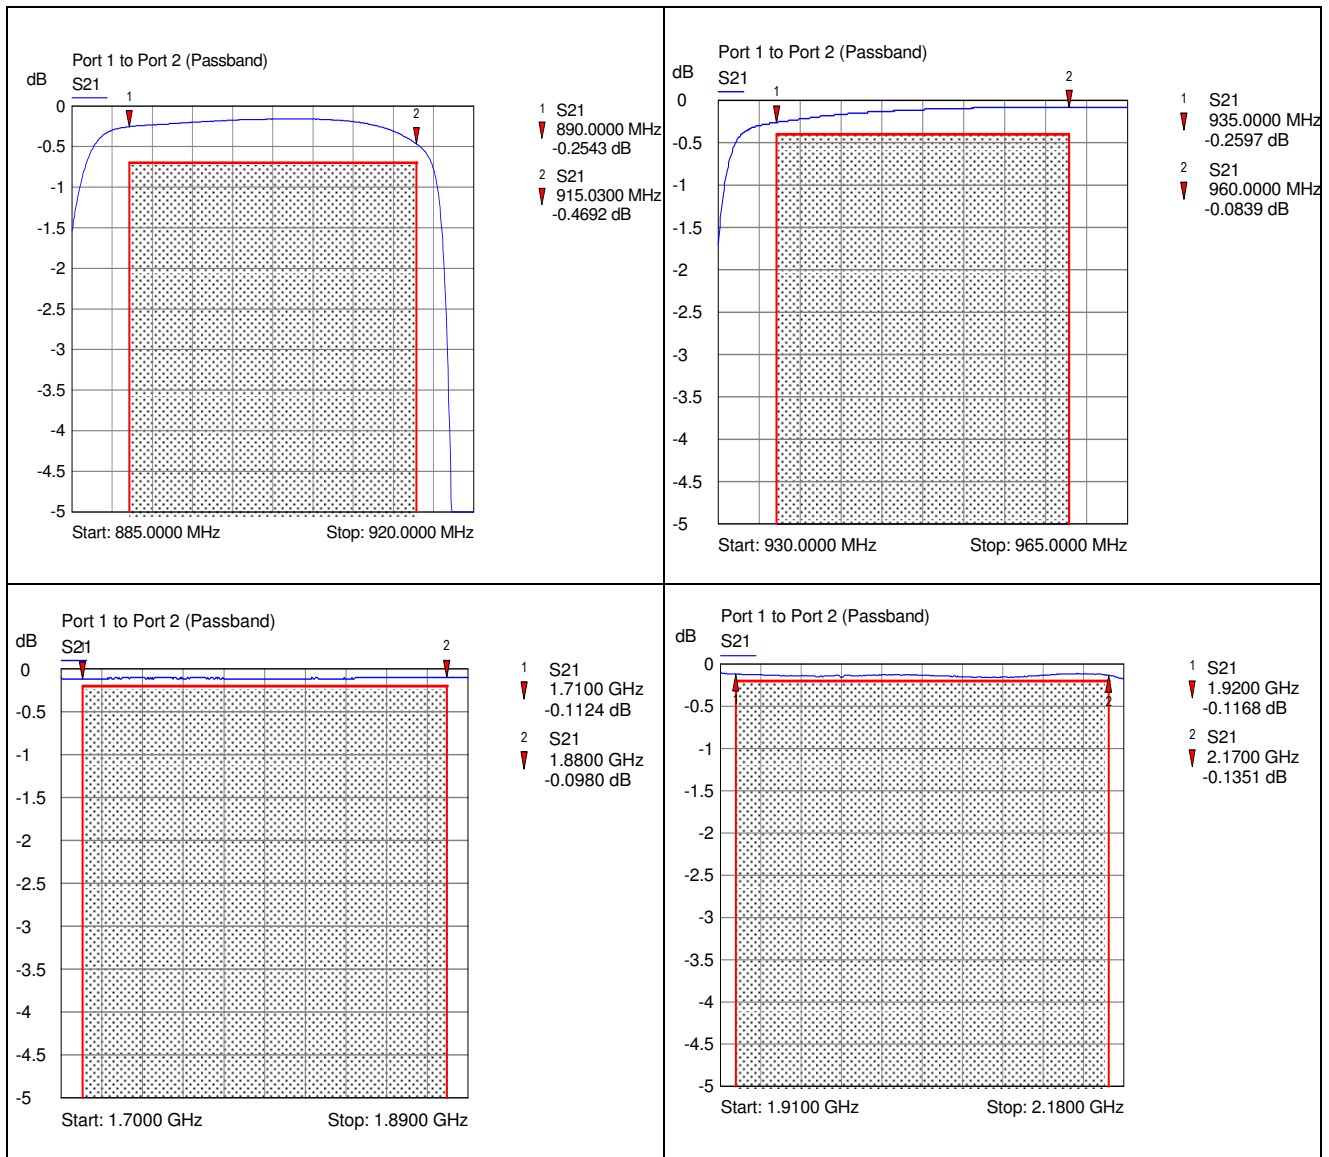 Port 1 to Port 2 (Passband)
dB
S21
1
2
0
-0.5
-1
-1.5
-2
-2.5
-3
-3.5
-4
-4.5
-5
Start: 885.0000 MHz
Stop: 920.0000 MHz
1 S21
890.0000 MHz
-0.2543 dB
2 S21
915.0300 MHz
-0.4692 dB
Port 1 to Port 2 (Passband)
dB
S21
1
2
0
-0.5
-1
-1.5
-2
-2.5
-3
-3.5
-4
-4.5
-5
Start: 930.0000 MHz
Stop: 965.0000 MHz
1 S21
935.0000 MHz
-0.2597 dB
2 S21
960.0000 MHz
-0.0839 dB
Port 1 to Port 2 (Passband)
dB
S21
1
2
0
-0.5
-1
-1.5
-2
-2.5
-3
-3.5
-4
-4.5
-5
Start: 1.7000 GHz
Stop: 1.8900 GHz
1 S21
1.7100 GHz
-0.1124 dB
2 S21
1.8800 GHz
-0.0980 dB
Port 1 to Port 2 (Passband)
dB
S21
0
-0.5
-1
-1.5
-2
-2.5
-3
-3.5
-4
-4.5
-5
2
Start: 1.9100 GHz
Stop: 2.1800 GHz
1 S21
1.9200 GHz
-0.1168 dB
2 S21
2.1700 GHz
-0.1351 dB